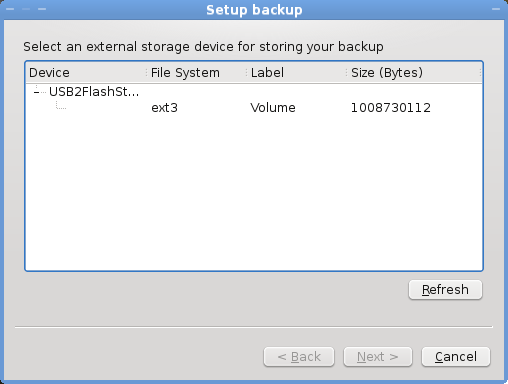 Setup backup
Select an external storage device for storing your backup
Device File System Label Size (Bytes)
USB2FlashSt...
ext3 Volume 1008730112
Refresh
< Back Next > Cancel